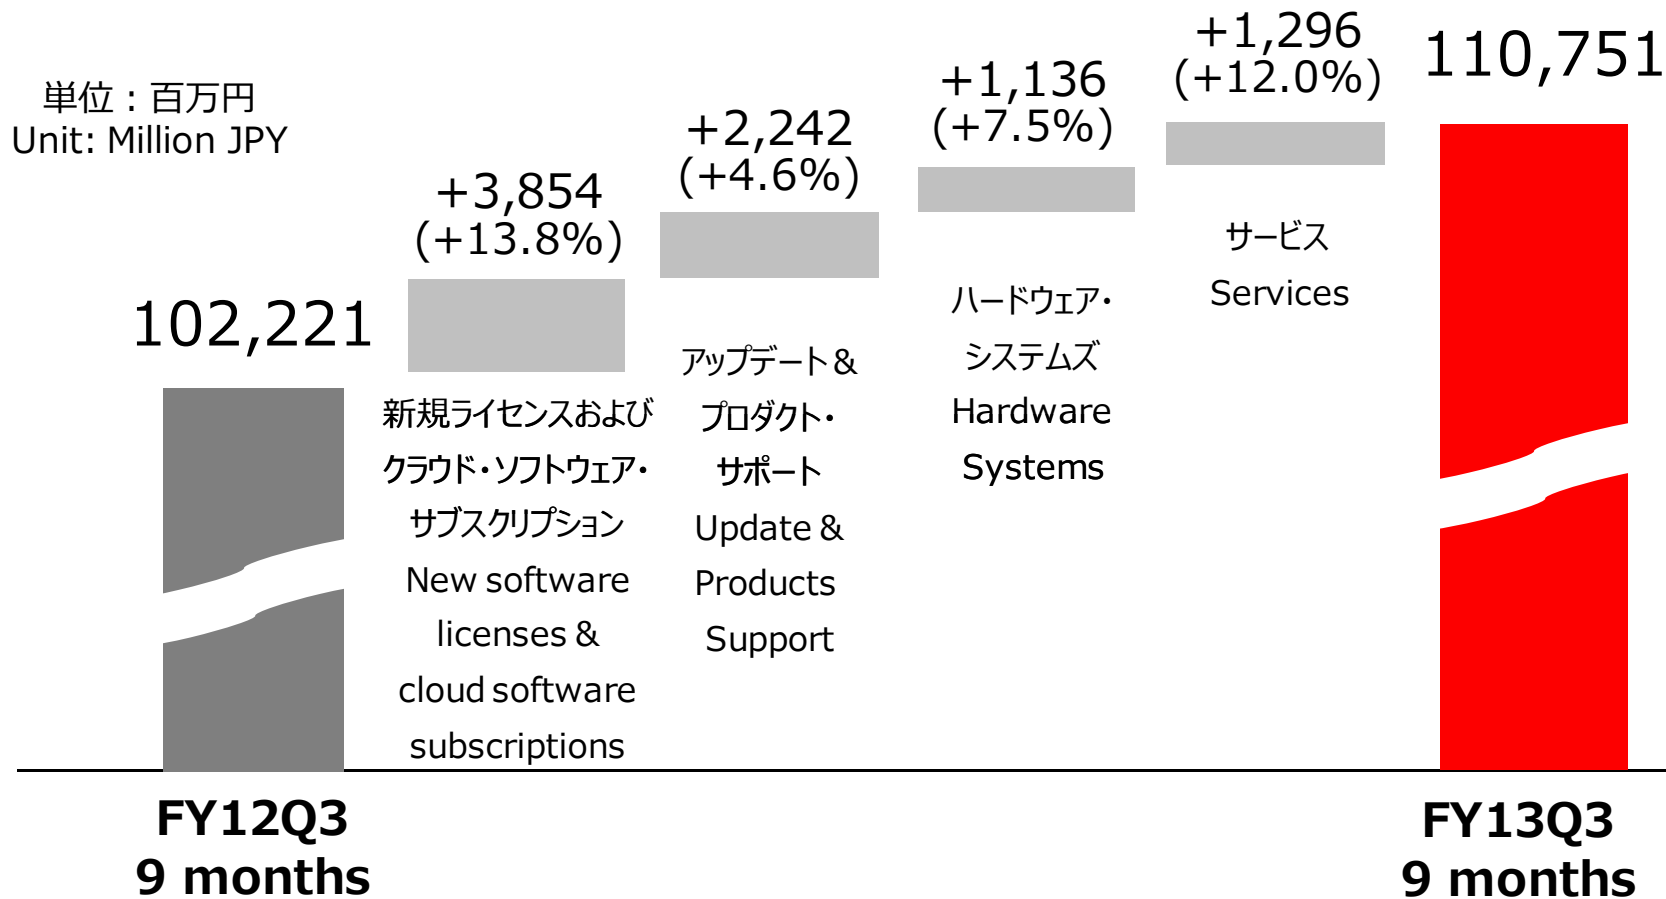 単位：百万円
Unit: Million JPY
102,221
FY12Q3
9 months
+3,854
(+13.8%)
新規ライセンスおよび
クラウド・ソフトウェア・
サブスクリプション
New software
licenses &
cloud software
subscriptions
+2,242
(+4.6%)
アップデート&
プロダクト・
サポート
Update &
Products
Support
+1,136
(+7.5%)
ハードウェア・
システムズ
Hardware
Systems
+1,296
(+12.0%)
サービス
Services
110,751
FY13Q3
9 months